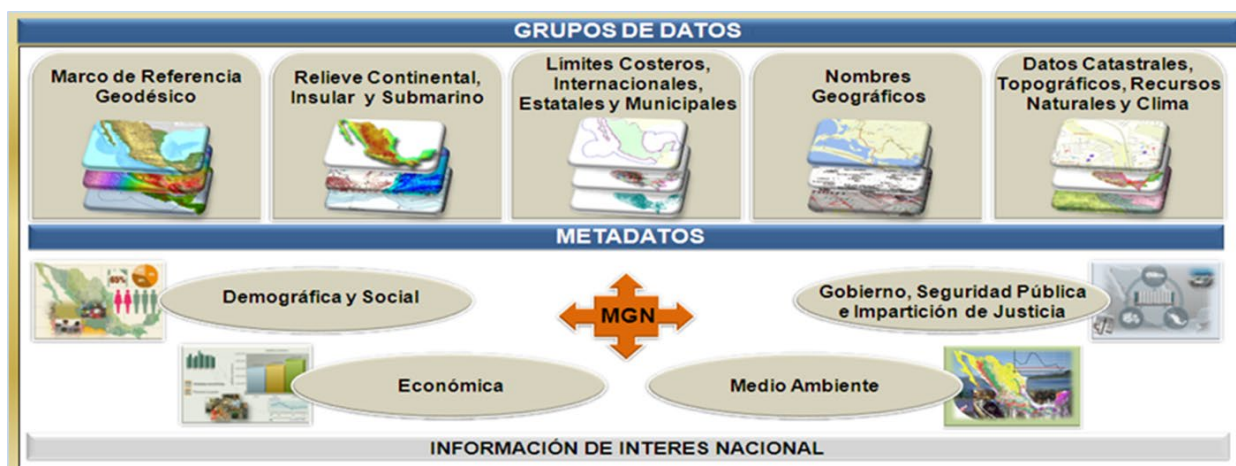 GRUPOS DE DATOS
Marco de Referencia
Geodésico
Relieve Continental,
Insular y Submarino
Límites Costeros,
Internacionales,
Estatales y Municipales
Nombres
Geográficos
Datos Catastrales,
Topográficos, Recursos
Naturales y Clima
METADATOS
Demográfica y Social
MGN
Gobierno, Seguridad Pública
e Impartición de Justicia
Económica
Medio Ambiente
INFORMACIÓN DE INTERES NACIONAL